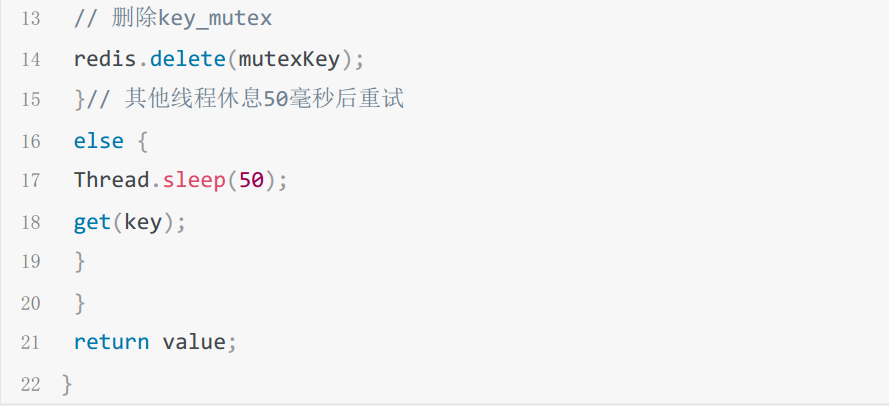 13 // 删除key_mutex
14 redis.delete(mutexKey);
15 }// 其他线程休息50毫秒后重试
16 else {
17 Thread.sleep(50);
18 get(key);
19 }
20 }
21 return value;
22 }